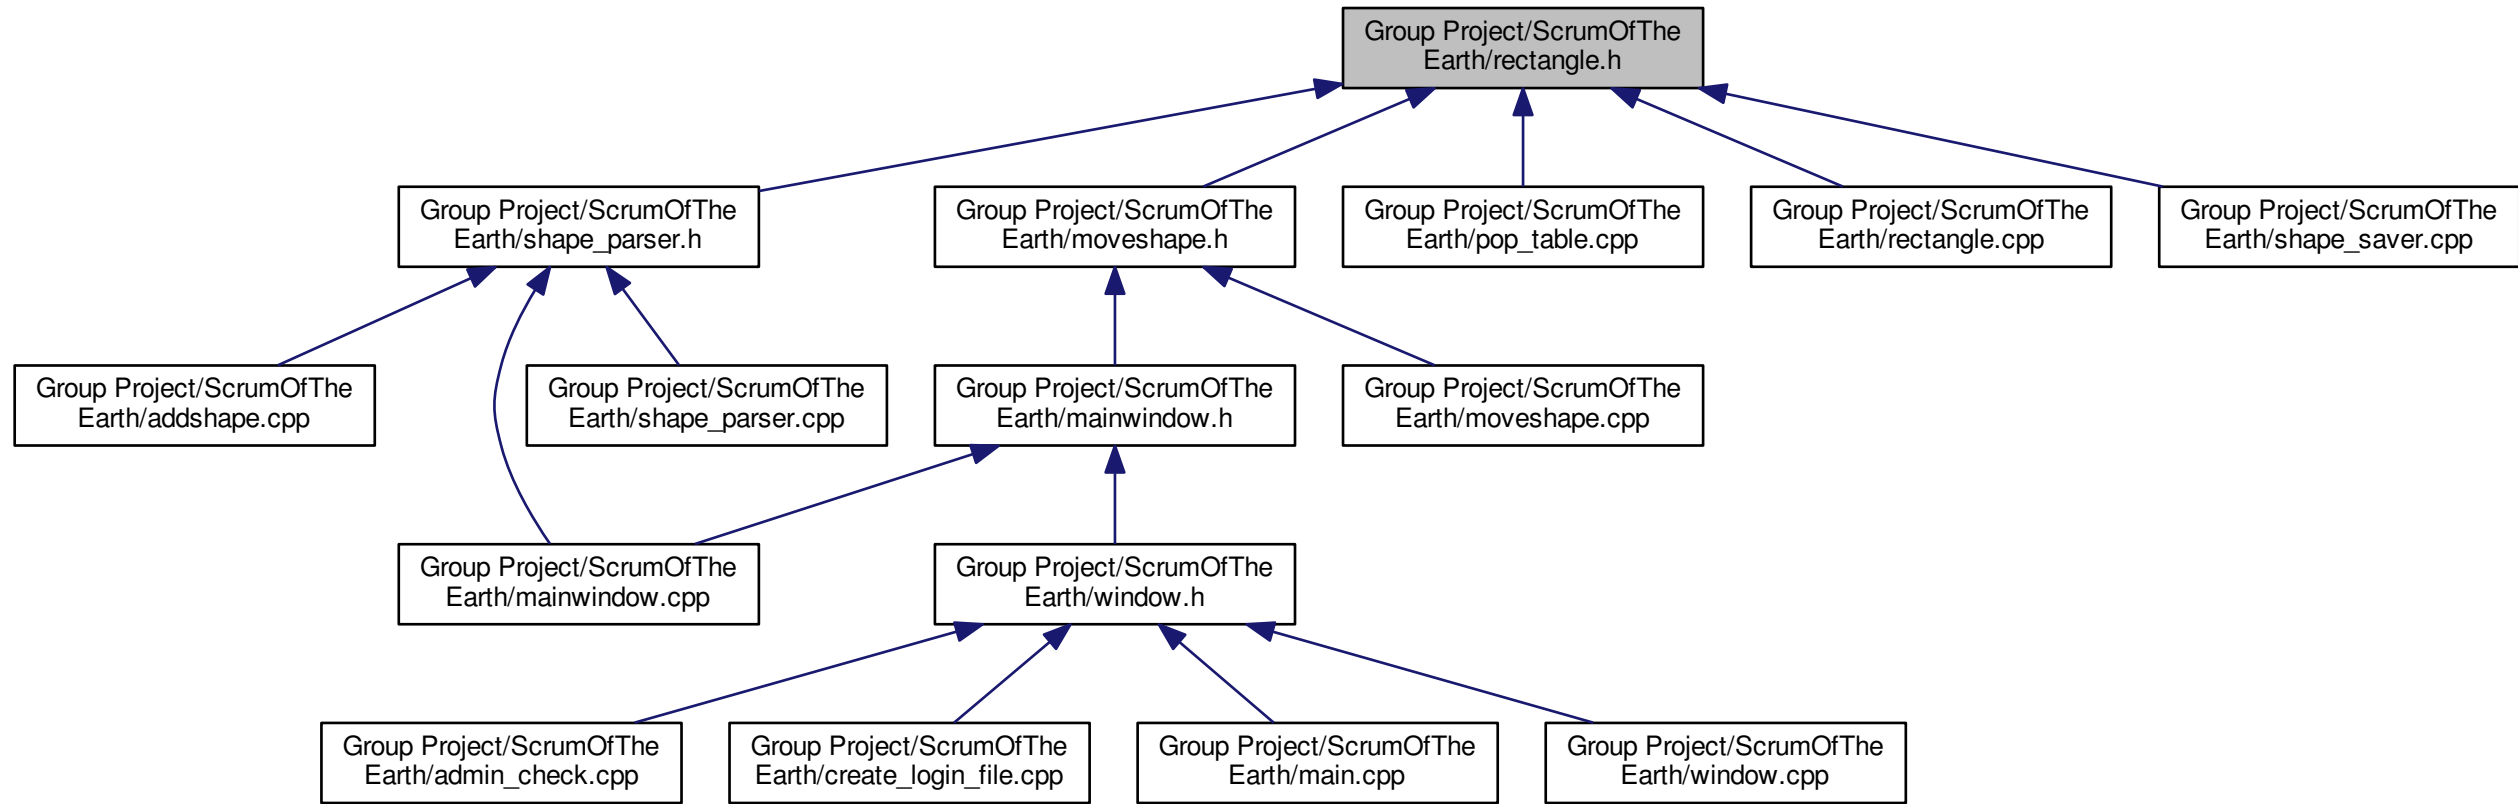 Group Project/ScrumOfThe
Earth/rectangle.h
Group Project/ScrumOfThe
Earth/shape_parser.h
Group Project/ScrumOfThe
Earth/moveshape.h
Group Project/ScrumOfThe
Earth/pop_table.cpp
Group Project/ScrumOfThe
Earth/rectangle.cpp
Group Project/ScrumOfThe
Earth/shape_saver.cpp
Group Project/ScrumOfThe
Earth/addshape.cpp
Group Project/ScrumOfThe
Earth/shape_parser.cpp
Group Project/ScrumOfThe
Earth/mainwindow.h
Group Project/ScrumOfThe
Earth/moveshape.cpp
Group Project/ScrumOfThe
Earth/mainwindow.cpp
Group Project/ScrumOfThe
Earth/window.h
Group Project/ScrumOfThe
Earth/admin_check.cpp
Group Project/ScrumOfThe
Earth/create_login_file.cpp
Group Project/ScrumOfThe
Earth/main.cpp
Group Project/ScrumOfThe
Earth/window.cpp